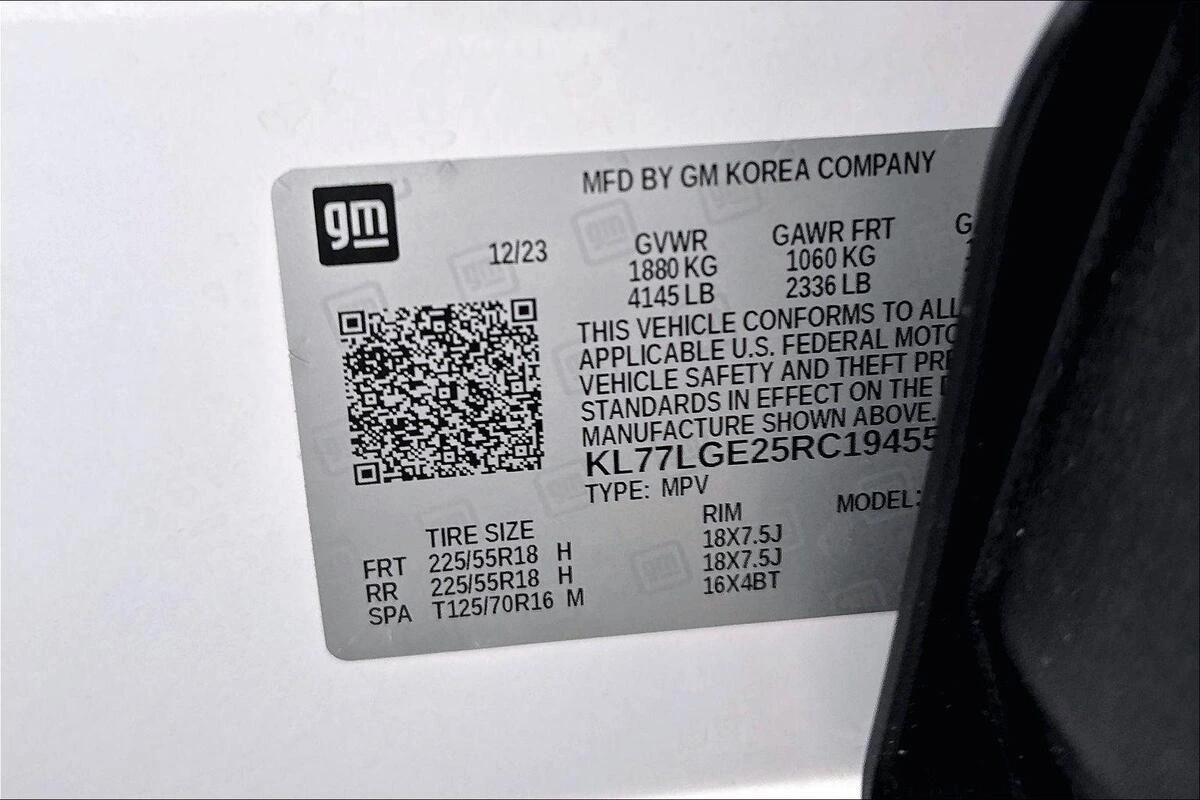 gm
MFD BY GM KOREA COMPANY
12/23
GVWR GAWR FRT
1880 KG 1060 KG
4145 LB 2336 LB
THIS VEHICLE CONFORMS TO ALL
APPLICABLE U.S. FEDERAL
VEHICLE SAFETY AND THEFT
STANDARDS IN EFFECT ON THE
MANUFACTURE SHOWN ABOVE.
KL77LGE25RC19455
TYPE: MPV MODEL:
TIRE SIZE RIM
FRT 225/55R18 H 18X7.5J
RR 225/55R18 H 18X7.5J
SPA T125/70R16 M 16X4BT